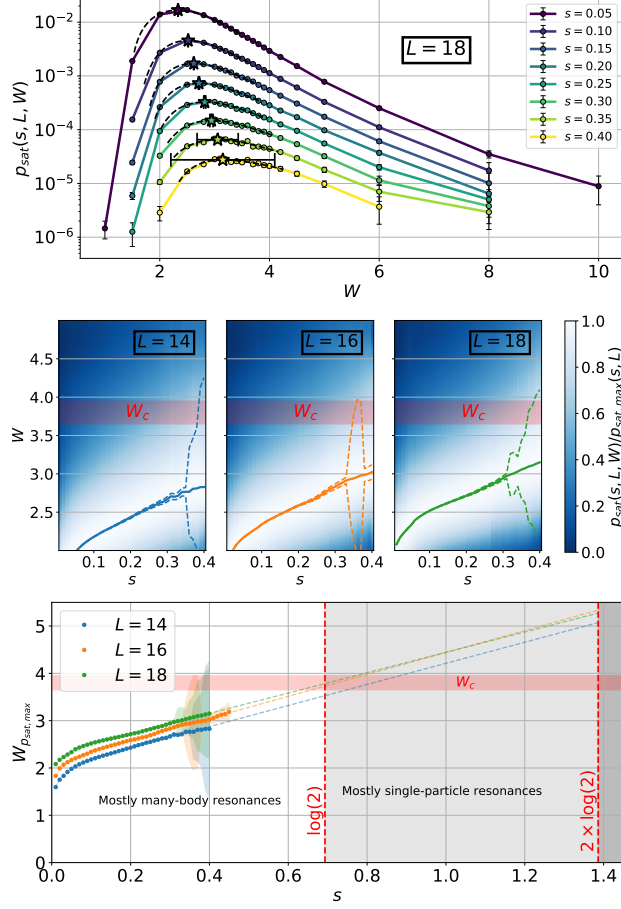 10⁻²
10⁻³
10⁻⁴
10⁻⁵
10⁻⁶
p_sat(s, L, W)
L = 18
s = 0.05
s = 0.10
s = 0.15
s = 0.20
s = 0.25
s = 0.30
s = 0.35
s = 0.40
2 4 6 8 10
W
L = 14
L = 16
L = 18
W_c
W_c
W_c
4.5
4.0
3.5
3.0
2.5
W
0.1 0.2 0.3 0.4
0.1 0.2 0.3 0.4
0.1 0.2 0.3 0.4
s
s
s
1.0
0.8
0.6
0.4
0.2
0.0
p_sat(s, L, W)/p_sat,max(s, L)
L = 14
L = 16
L = 18
W_c
Mostly many-body resonances
Mostly single-particle resonances
log(2)
2 × log(2)
5
4
3
2
1
0
W_p_sat,max
0.0 0.2 0.4 0.6 0.8 1.0 1.2 1.4
s